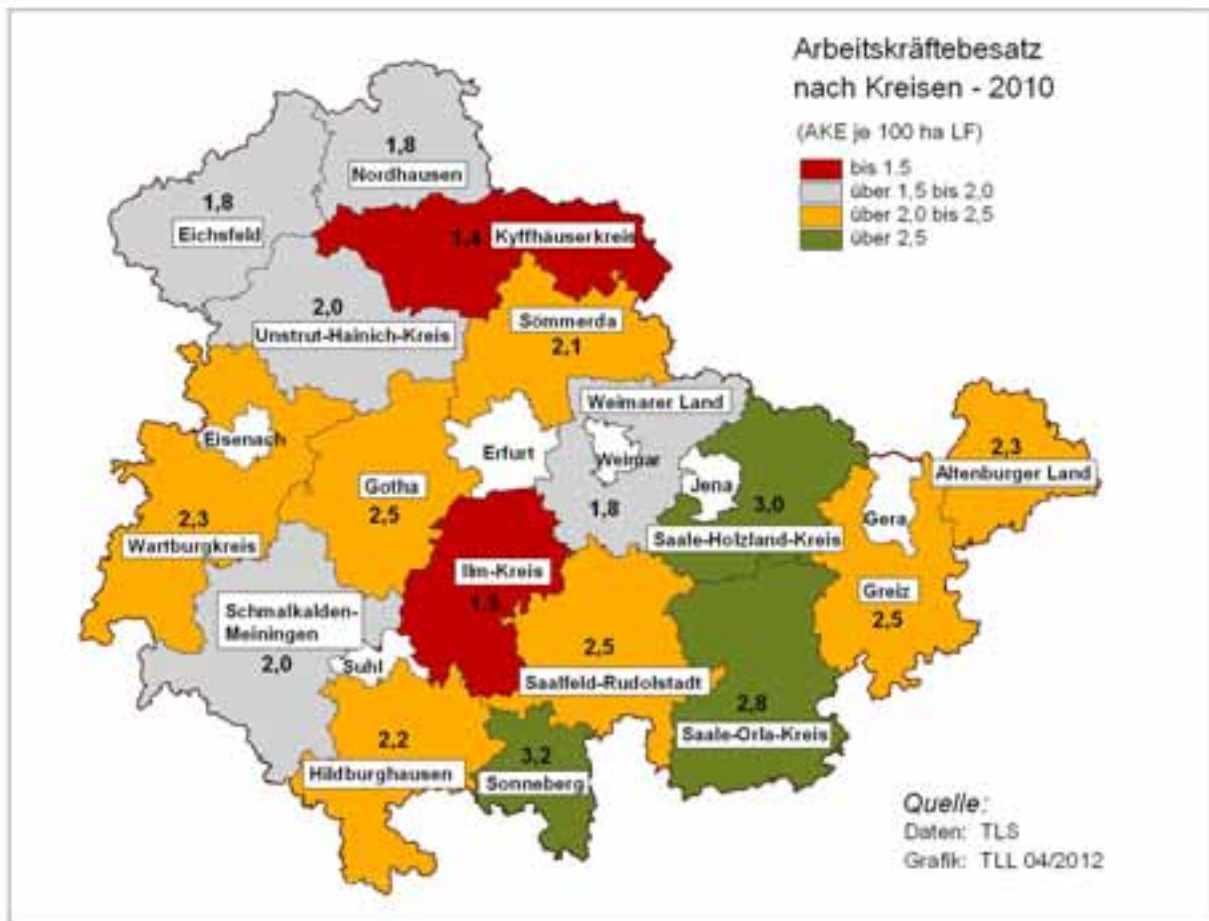 Arbeitskräftebesatz
nach Kreisen - 2010
(AKE je 100 ha LF)
bis 1.5
über 1,5 bis 2,0
über 2,0 bis 2,5
über 2,5
1,8
Nordhausen
1,8
Eichsfeld
1,4
Kyffhäuserkreis
2,0
Unstrut-Hainich-Kreis
Sömmerda
2,1
Weimarer Land
1,8
Eisenach
Erfurt
Weimar
Jena
Gera
Gotha
2,5
2,3
Wartburgkreis
3,0
Saale-Holzland-Kreis
2,3
Altenburger Land
Ilm-Kreis
1,5
Greiz
2,5
Schmalkalden-
Meiningen
2,0
Suhl
2,5
Saalfeld-Rudolstadt
2,8
Saale-Orla-Kreis
2,2
Hildburghausen
3,2
Sonneberg
Quelle:
Daten: TLS
Grafik: TLL 04/2012